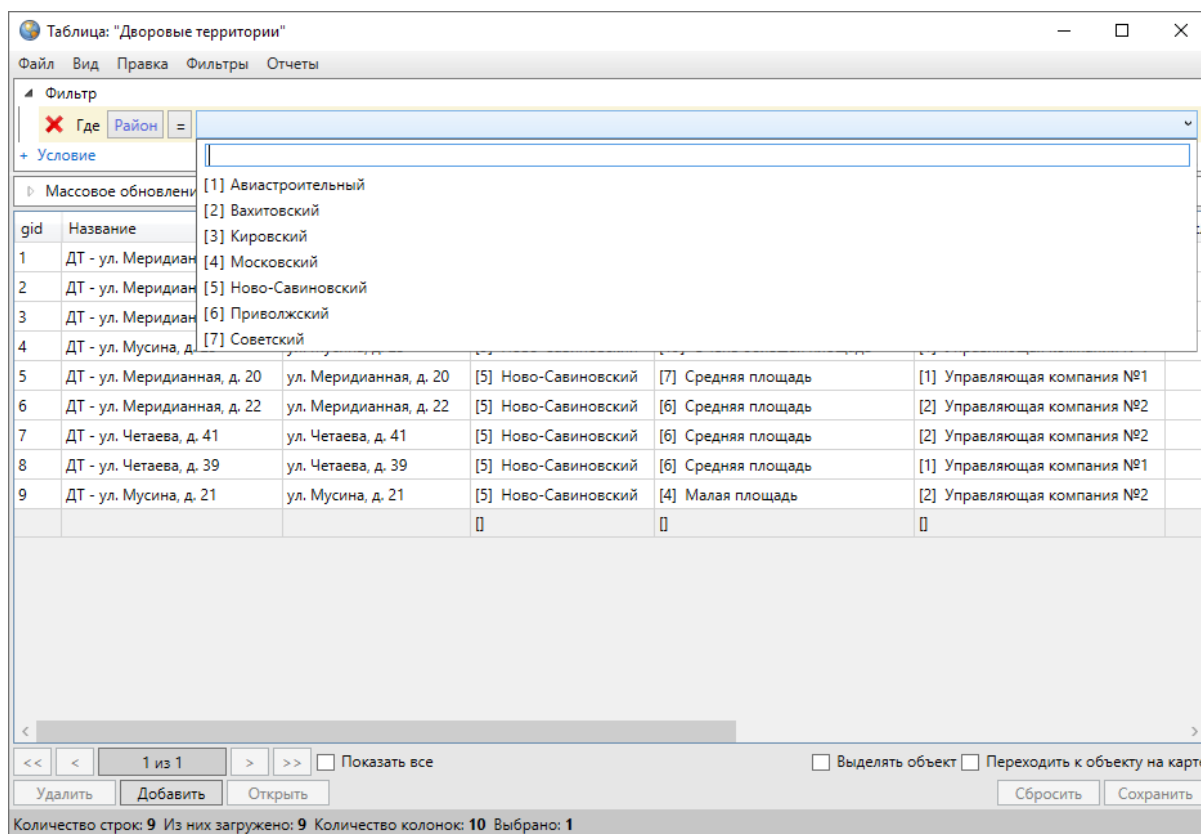 Таблица: "Дворовые территории"
Файл Вид Правка Фильтры Отчеты
Фильтр
Где Район =
+ Условие
[1] Авиастроительный
Массовое обновлени
[2] Вахитовский
gid Название
[3] Кировский
1 ДТ - ул. Меридиан
[4] Московский
2 ДТ - ул. Меридиан
[5] Ново-Савиновский
3 ДТ - ул. Меридиан
[6] Приволжский
4 ДТ - ул. Мусина, д.
[7] Советский
5 ДТ - ул. Меридианная, д. 20 ул. Меридианная, д. 20 [5] Ново-Савиновский [7] Средняя площадь [1] Управляющая компания №1
6 ДТ - ул. Меридианная, д. 22 ул. Меридианная, д. 22 [5] Ново-Савиновский [6] Средняя площадь [2] Управляющая компания №2
7 ДТ - ул. Четаева, д. 41 ул. Четаева, д. 41 [5] Ново-Савиновский [6] Средняя площадь [2] Управляющая компания №2
8 ДТ - ул. Четаева, д. 39 ул. Четаева, д. 39 [5] Ново-Савиновский [6] Средняя площадь [1] Управляющая компания №1
9 ДТ - ул. Мусина, д. 21 ул. Мусина, д. 21 [5] Ново-Савиновский [4] Малая площадь [2] Управляющая компания №2
[] [] []
<< < 1 из 1 > >> Показать все Выделять объект Переходить к объекту на карт
Удалить Добавить Открыть Сбросить Сохранить
Количество строк: 9 Из них загружено: 9 Количество колонок: 10 Выбрано: 1